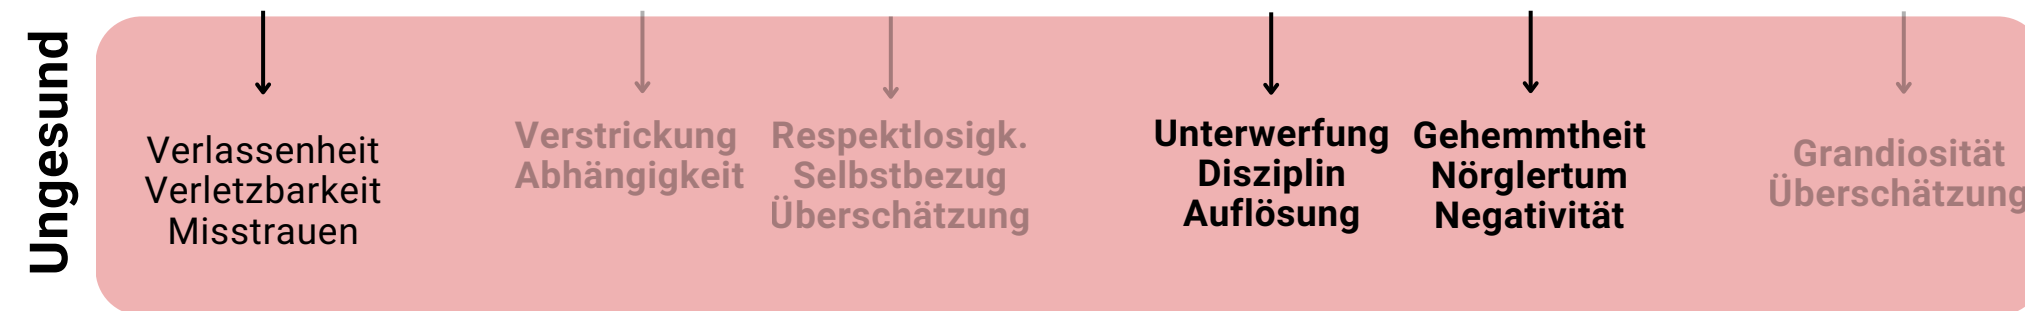 Ungesund
Verlassenheit
Verletzbarkeit
Misstrauen
Verstrickung
Abhängigkeit
Respektlosigk.
Selbstbezug
Überschätzung
Unterwerfung
Disziplin
Auflösung
Gehemmtheit
Nörglertum
Negativität
Grandiosität
Überschätzung